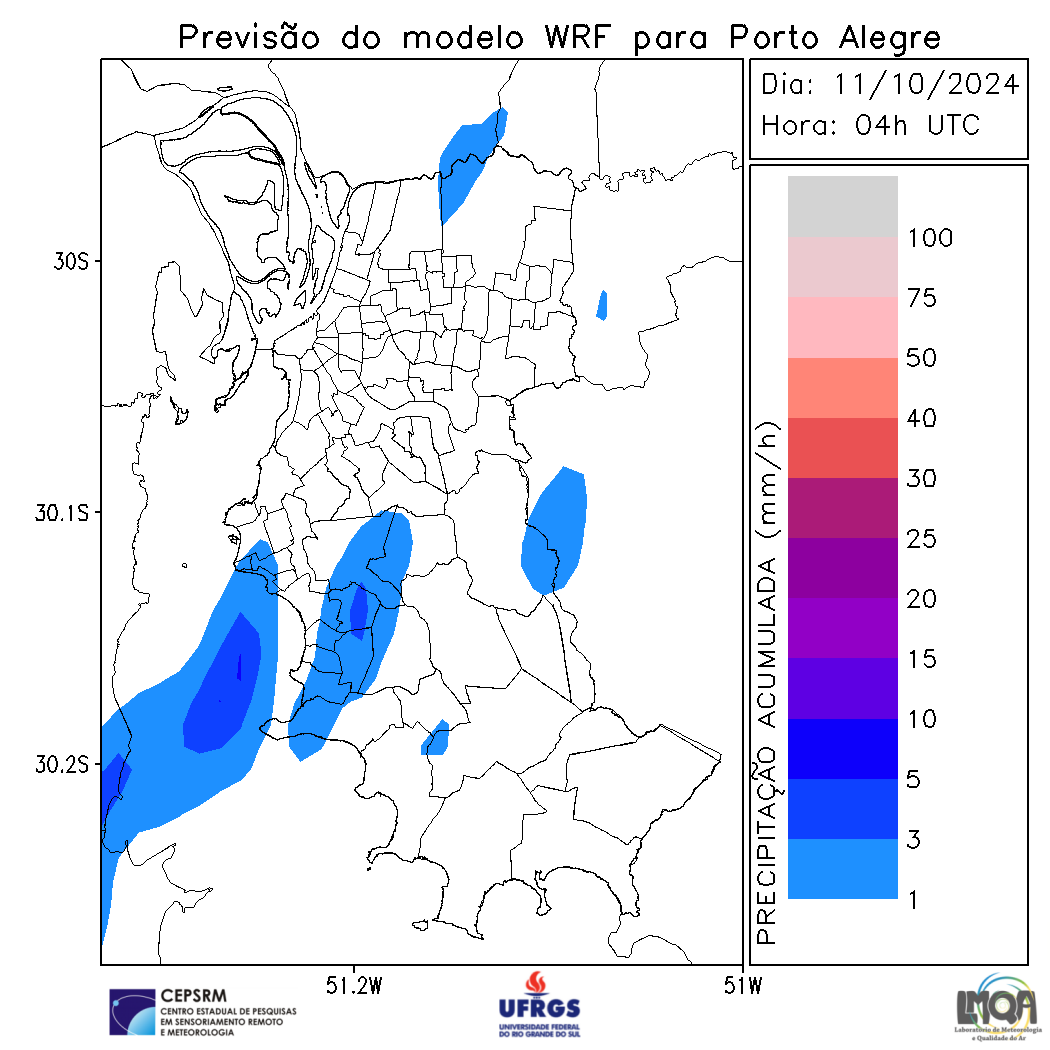 Previsão do modelo WRF para Porto Alegre
Dia: 11/10/2024
Hora: 04h UTC
30S
30.1S
30.2S
51.2W
51W
PRECIPITAÇÃO ACUMULADA (mm/h)
100
75
50
40
30
25
20
15
10
5
3
1
CEPSRM
CENTRO ESTADUAL DE PESQUISAS
EM SENSORIAMENTO REMOTO
E METEOROLOGIA
UFRGS
UNIVERSIDADE FEDERAL
DO RIO GRANDE DO SUL
LMQA
Laboratório de Meteorologia
e Qualidade do Ar